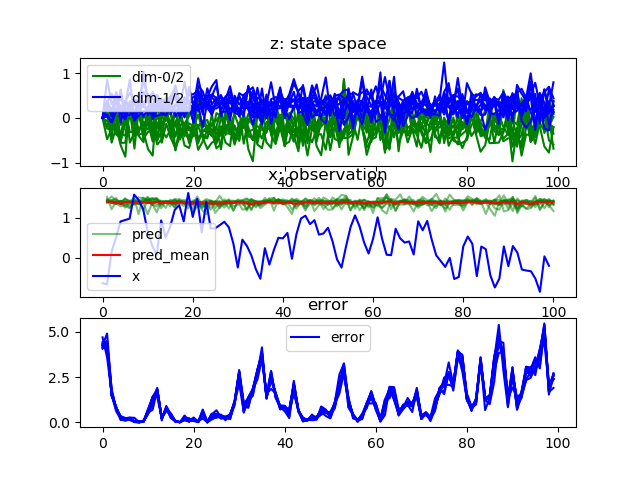 z: state space
1
0
−1
dim-0/2
dim-1/2
0 20 40 60 80 100
x: observation
1
0
pred
pred_mean
x
0 20 40 60 80 100
error
5.0
2.5
0.0
error
0 20 40 60 80 100